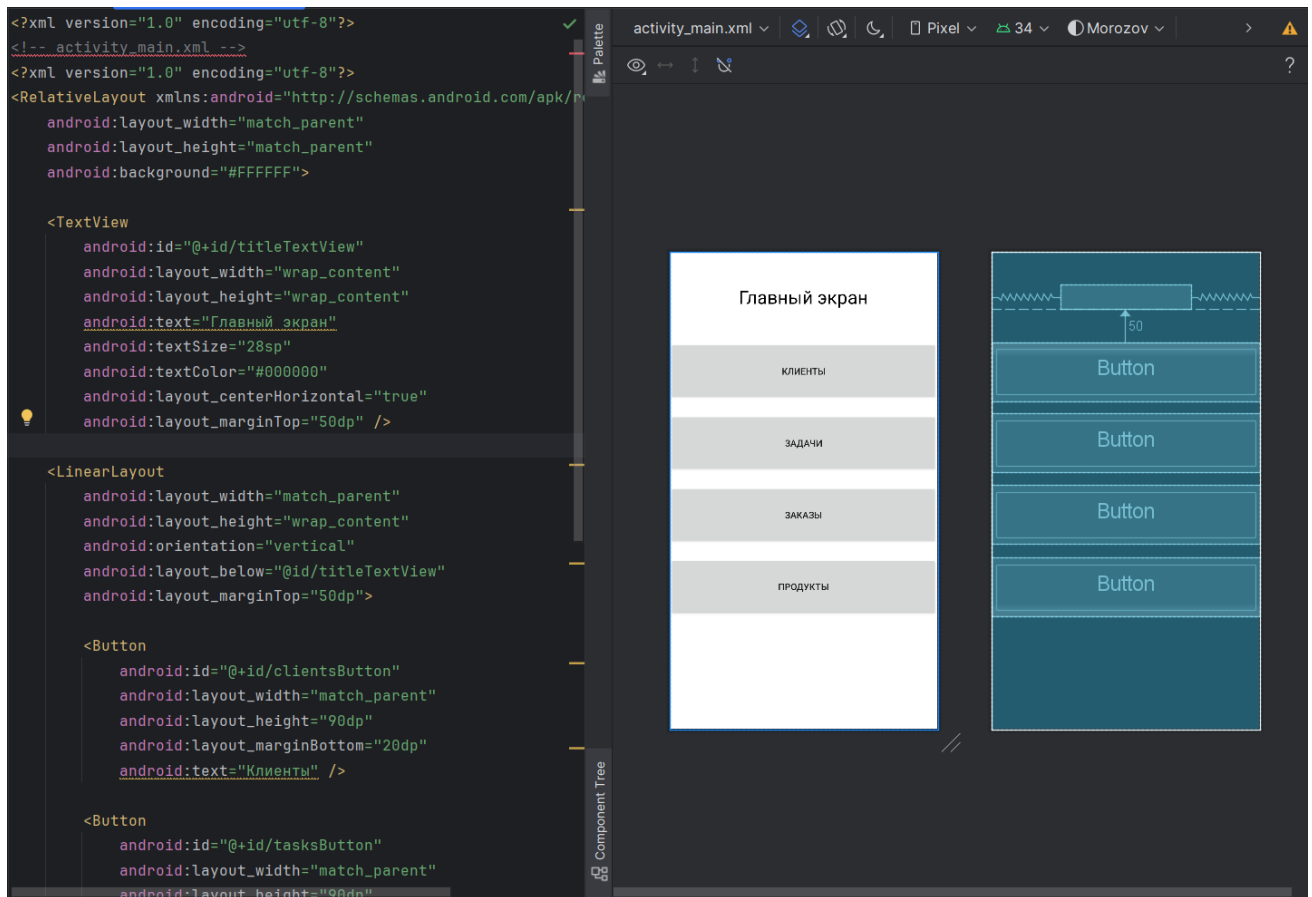 <?xml version="1.0" encoding="utf-8"?>
<!-- activity_main.xml -->
<?xml version="1.0" encoding="utf-8"?>
<RelativeLayout xmlns:android="http://schemas.android.com/apk/re
android:layout_width="match_parent"
android:layout_height="match_parent"
android:background="#FFFFFF">
<TextView
android:id="@+id/titleTextView"
android:layout_width="wrap_content"
android:layout_height="wrap_content"
android:text="Главный экран"
android:textSize="28sp"
android:textColor="#000000"
android:layout_centerHorizontal="true"
android:layout_marginTop="50dp" />
<LinearLayout
android:layout_width="match_parent"
android:layout_height="wrap_content"
android:orientation="vertical"
android:layout_below="@id/titleTextView"
android:layout_marginTop="50dp">
<Button
android:id="@+id/clientsButton"
android:layout_width="match_parent"
android:layout_height="90dp"
android:layout_marginBottom="20dp"
android:text="Клиенты" />
<Button
android:id="@+id/tasksButton"
android:layout_width="match_parent"
android:layout_height="90dp"
Palette
Component Tree
activity_main.xml
Pixel
34
Morozov
?
Главный экран
КЛИЕНТЫ
ЗАДАЧИ
ЗАКАЗЫ
ПРОДУКТЫ
50
Button
Button
Button
Button